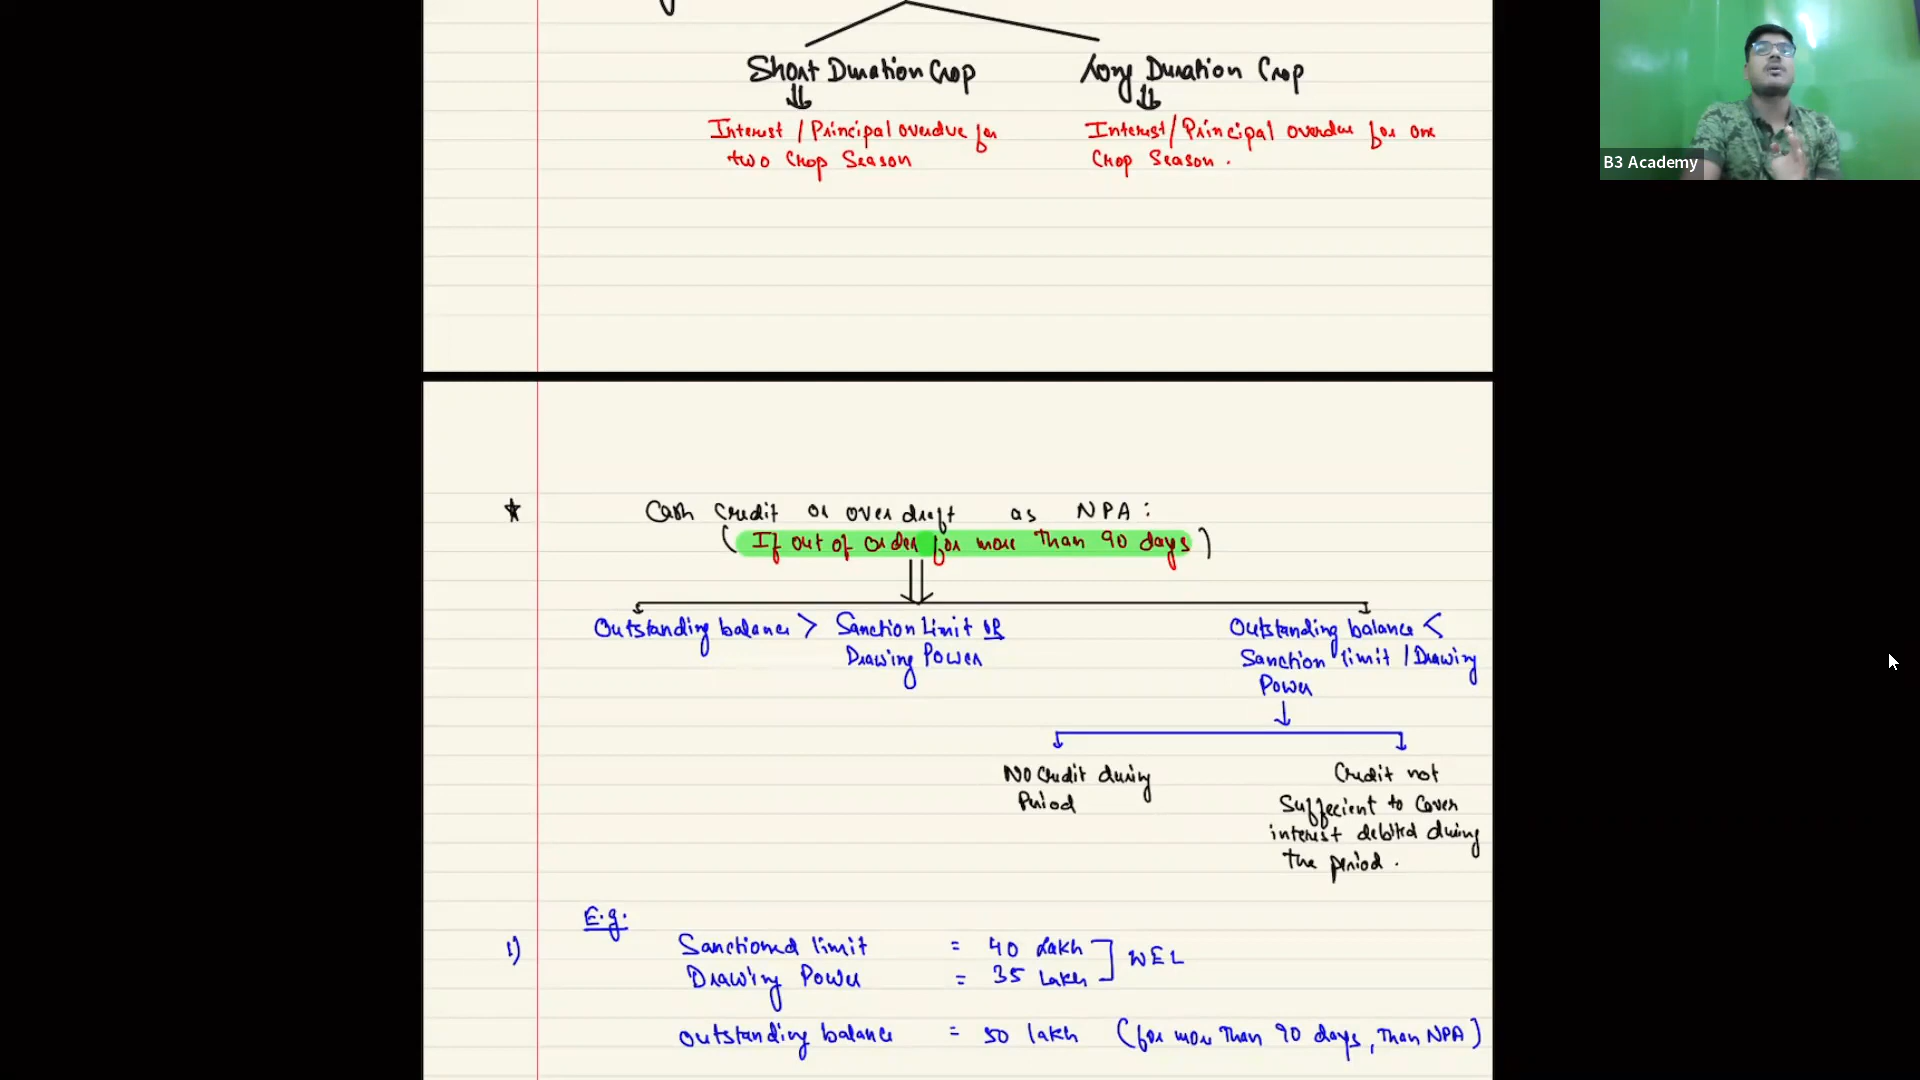 Short Duration Crop
Long Duration Crop
Interest / Principal overdue for
two Crop Season
Interest / Principal overdue for one
Crop Season .
B3 Academy
★ Cash Credit or overdraft as NPA :
( If out of order for more than 90 days )
Outstanding balance > Sanction Limit OR
Drawing Power
Outstanding balance <
Sanction limit / Drawing
Power
No Credit during
Period
Credit not
Suffecient to Cover
interest debited during
the period .
E.g.
1) Sanctioned limit = 40 Lakh
Drawing Power = 35 Lakh
WEL
Outstanding balance = 50 lakh (for more than 90 days, than NPA)